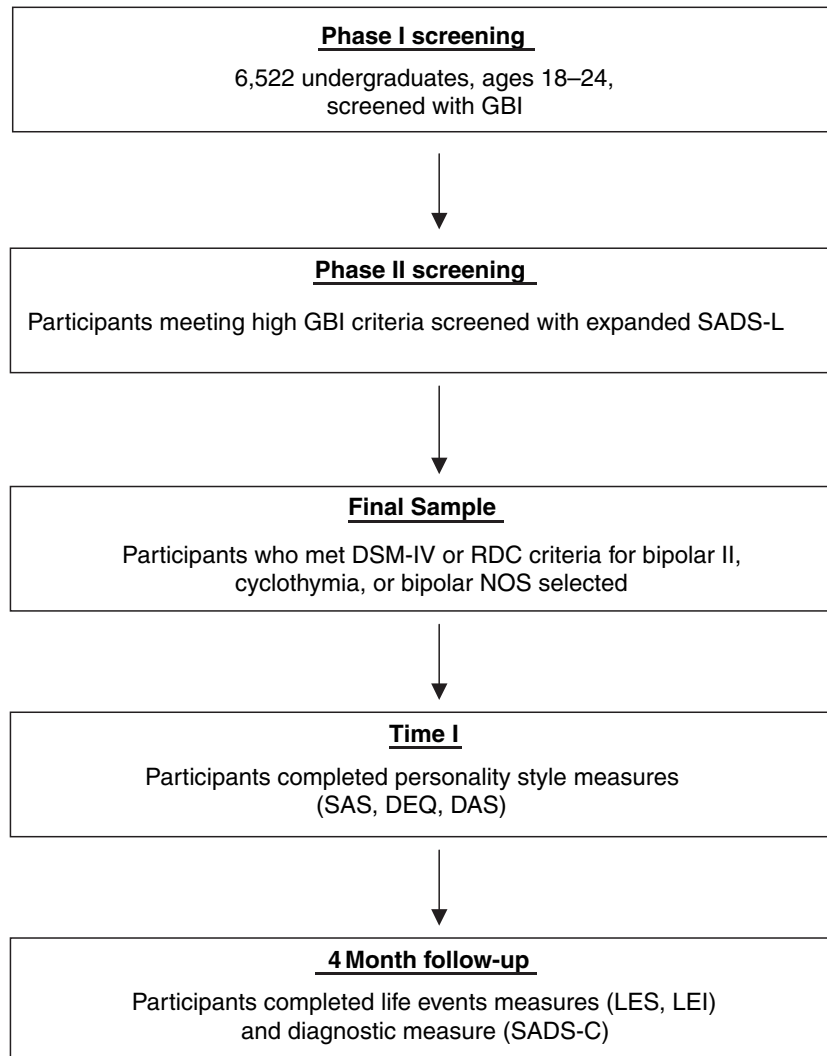 Phase I screening
6,522 undergraduates, ages 18–24,
screened with GBI
Phase II screening
Participants meeting high GBI criteria screened with expanded SADS-L
Final Sample
Participants who met DSM-IV or RDC criteria for bipolar II,
cyclothymia, or bipolar NOS selected
Time I
Participants completed personality style measures
(SAS, DEQ, DAS)
4 Month follow-up
Participants completed life events measures (LES, LEI)
and diagnostic measure (SADS-C)